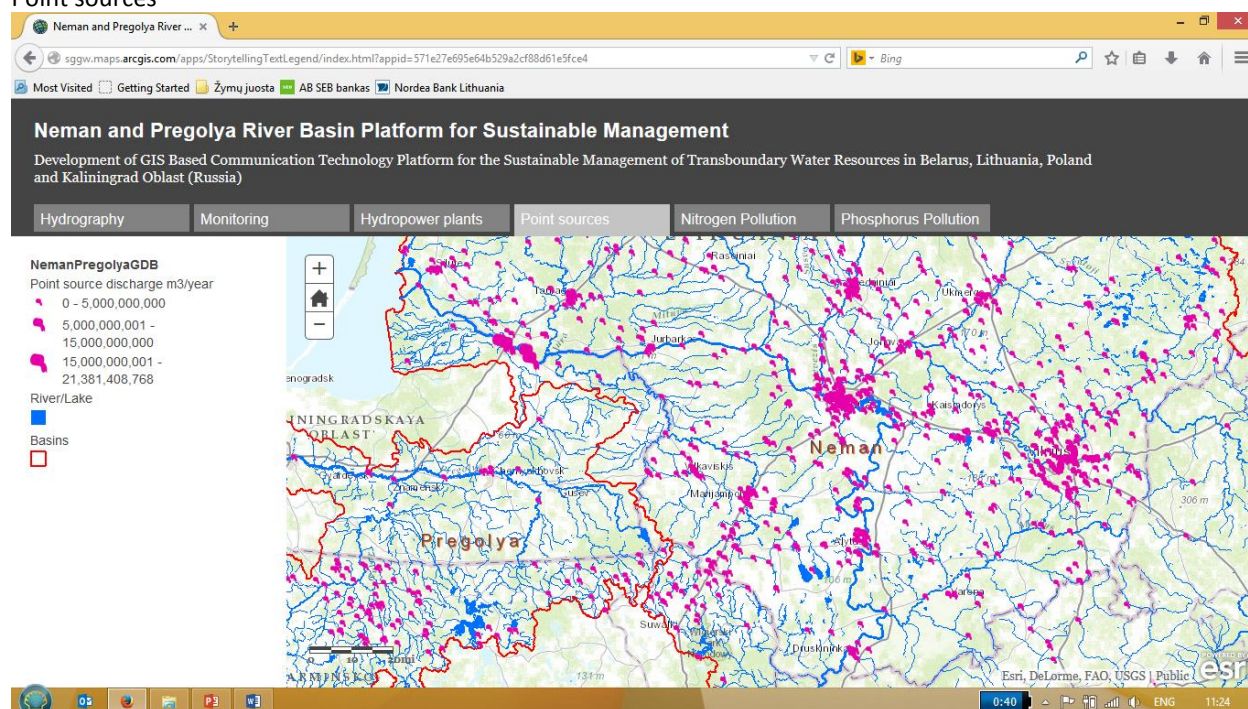 Point sources
Neman and Pregolya River ...
sggw.maps.arcgis.com/apps/StorytellingTextLegend/index.html?appid=571e27e695e64b529a2cf88d61e5fce4
Bing
Most Visited Getting Started Žymų juosta AB SEB bankas Nordea Bank Lithuania
Neman and Pregolya River Basin Platform for Sustainable Management
Development of GIS Based Communication Technology Platform for the Sustainable Management of Transboundary Water Resources in Belarus, Lithuania, Poland
and Kaliningrad Oblast (Russia)
Hydrography Monitoring Hydropower plants Point sources Nitrogen Pollution Phosphorus Pollution
NemanPregolyaGDB
Point source discharge m3/year
0 - 5,000,000,000
5,000,000,001 -
15,000,000,000
15,000,000,001 -
21,381,408,768
River/Lake
Basins
Raseiniai
Jurbarkas
enogradsk
Kaisiadorys
Neman
306 m
Pregolya
Gusev
131 m
Esri, DeLorme, FAO, USGS | Public
POWERED BY
esri
0:40
ENG
11:24